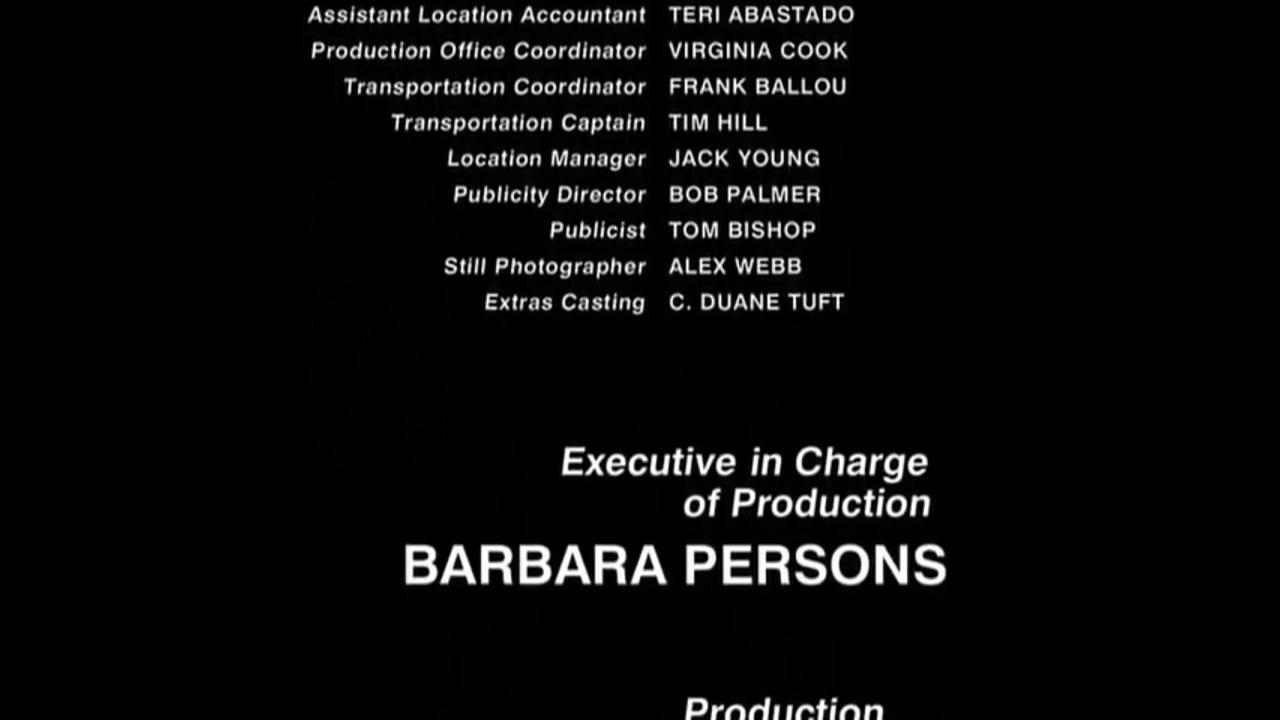 Assistant Location Accountant TERI ABASTADO
Production Office Coordinator VIRGINIA COOK
Transportation Coordinator FRANK BALLOU
Transportation Captain TIM HILL
Location Manager JACK YOUNG
Publicity Director BOB PALMER
Publicist TOM BISHOP
Still Photographer ALEX WEBB
Extras Casting C. DUANE TUFT
Executive in Charge
of Production
BARBARA PERSONS
Production